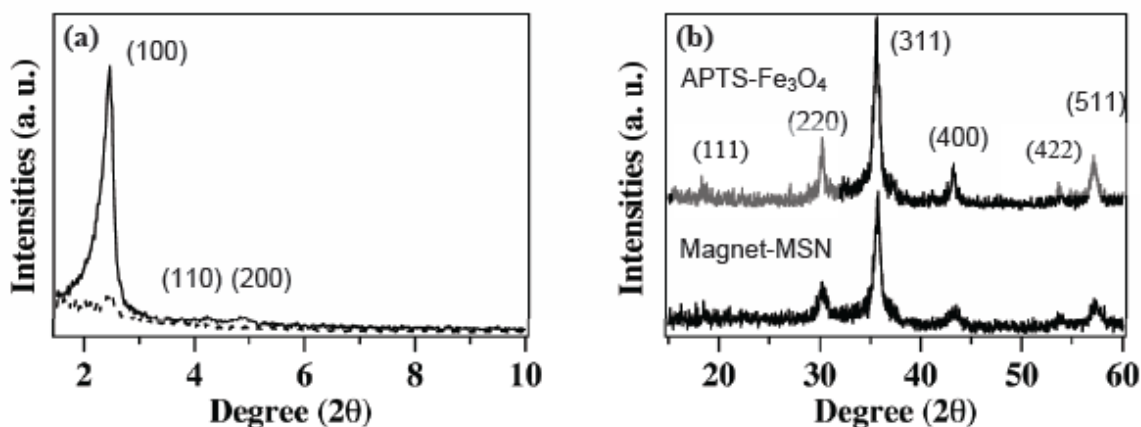 (a)
(100)
(110) (200)
Intensities (a. u.)
2 4 6 8 10
Degree (2θ)
(b)
(311)
APTS-Fe₃O₄
(511)
(220)
(400)
(111)
(422)
Magnet-MSN
Intensities (a. u.)
20 30 40 50 60
Degree (2θ)